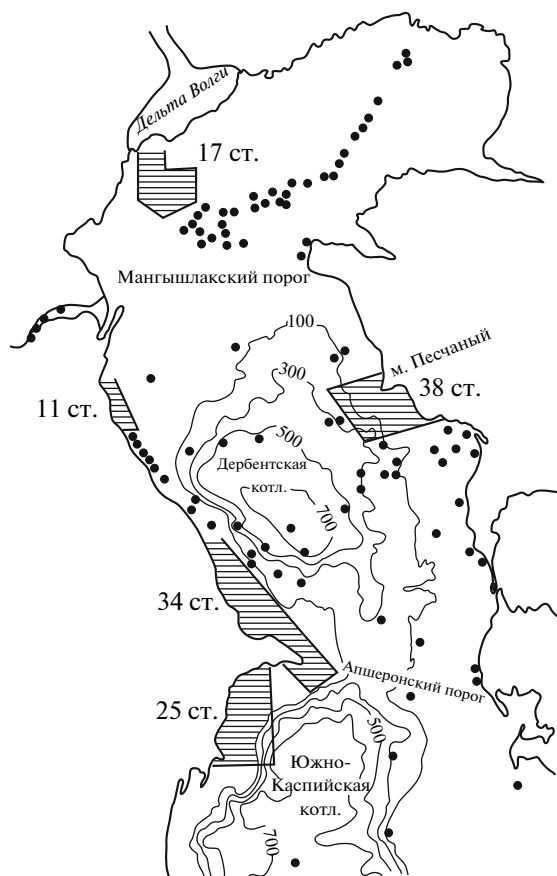 Дельта Волги
17 ст.
Мангышлакский порог
100
м. Песчаный
300
38 ст.
11 ст.
500
Дербентская
котл.
700
34 ст.
Апшеронский порог
25 ст.
500
Южно-
Каспийская
котл.
700